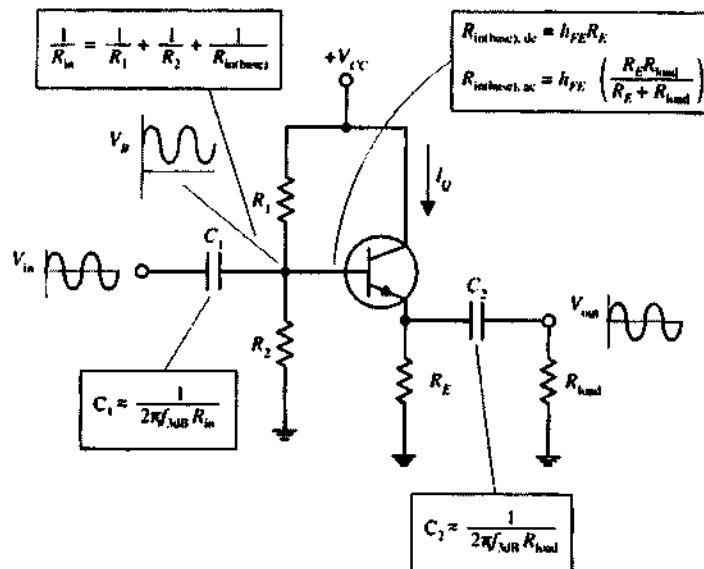 1/R_in = 1/R_1 + 1/R_2 + 1/R_in(base)
R_in(base), dc = h_FE R_E
R_in(base), ac = h_FE (R_E R_load / R_E + R_load)
+V_CC
V_B
R_1
I_Q
C_1
V_in
C_2
V_out
R_2
R_E
R_load
C_1 ≈ 1/2πf_3dB R_in
C_2 ≈ 1/2πf_3dB R_load